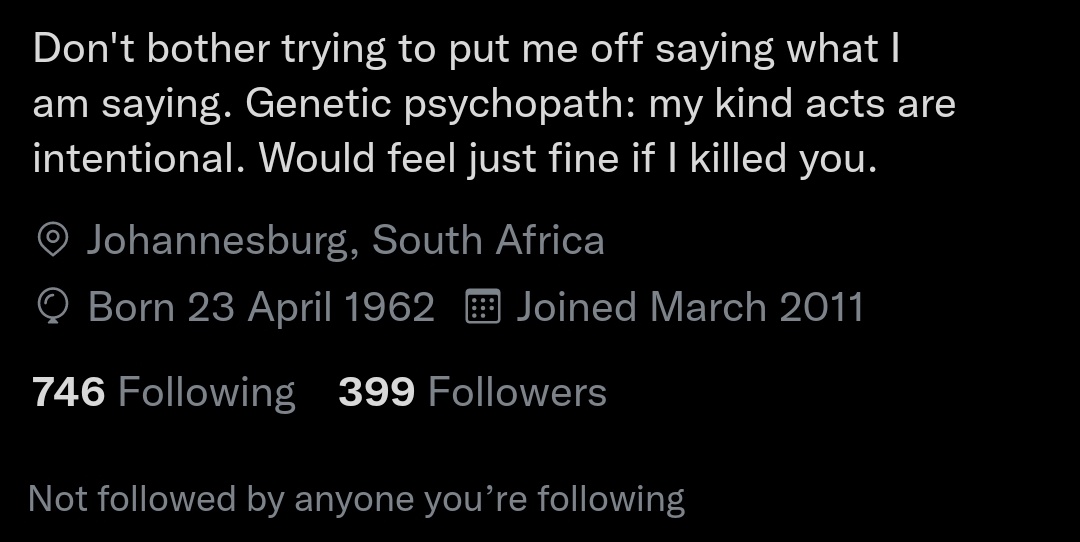 Don't bother trying to put me off saying what I
am saying. Genetic psychopath: my kind acts are
intentional. Would feel just fine if I killed you.
Johannesburg, South Africa
Born 23 April 1962 Joined March 2011
746 Following 399 Followers
Not followed by anyone you’re following